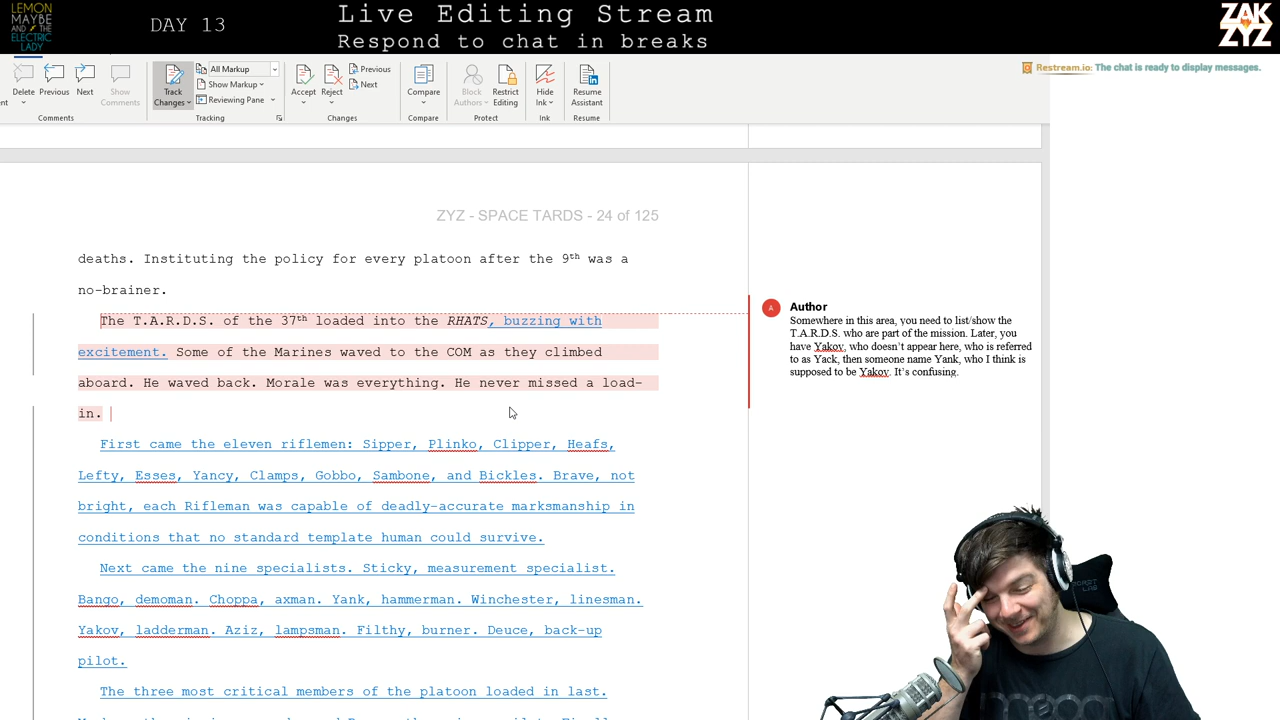 LEMON
MAYBE
AND THE
ELECTRIC
LADY
DAY 13
Live Editing Stream
Respond to chat in breaks
ZAK
ZYZ
Restream.io: The chat is ready to display messages.
Delete
Previous
Next
Show
Comments
Comments
Track
Changes
All Markup
Show Markup
Reviewing Pane
Tracking
Accept
Reject
Previous
Next
Changes
Compare
Compare
Block
Authors
Restrict
Editing
Protect
Hide
Ink
Ink
Resume
Assistant
Resume
ZYZ - SPACE TARDS - 24 of 125
deaths. Instituting the policy for every platoon after the 9th was a
no-brainer.
The T.A.R.D.S. of the 37th loaded into the RHATS, buzzing with
excitement. Some of the Marines waved to the COM as they climbed
aboard. He waved back. Morale was everything. He never missed a load-
in.
First came the eleven riflemen: Sipper, Plinko, Clipper, Heafs,
Lefty, Esses, Yancy, Clamps, Gobbo, Sambone, and Bickles. Brave, not
bright, each Rifleman was capable of deadly-accurate marksmanship in
conditions that no standard template human could survive.
Next came the nine specialists. Sticky, measurement specialist.
Bango, demoman. Choppa, axman. Yank, hammerman. Winchester, linesman.
Yakov, ladderman. Aziz, lampsman. Filthy, burner. Deuce, back-up
pilot.
The three most critical members of the platoon loaded in last.
A
Author
Somewhere in this area, you need to list/show the
T.A.R.D.S. who are part of the mission. Later, you
have Yakov, who doesn't appear here, who is referred
to as Yack, then someone name Yank, who I think is
supposed to be Yakov. It's confusing.